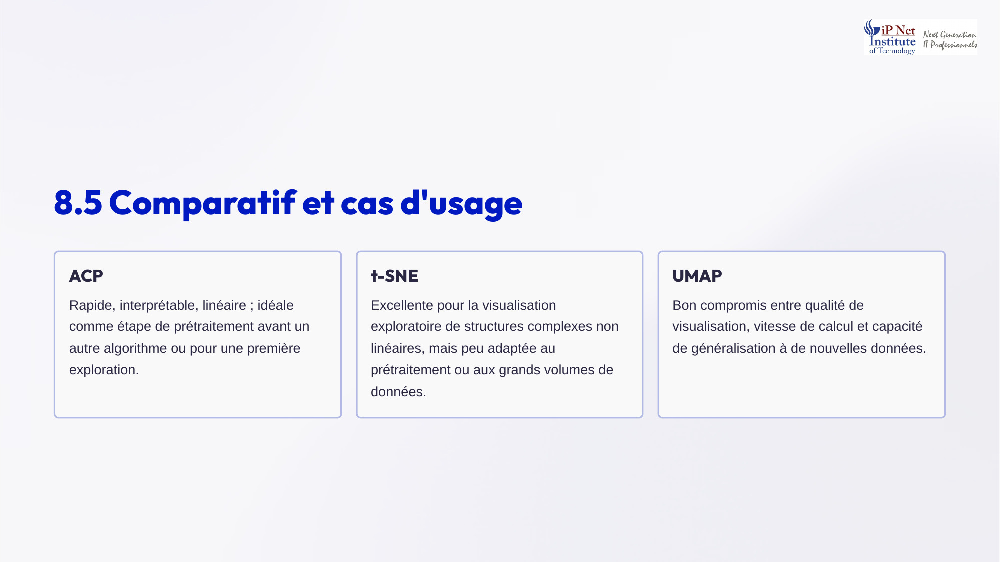 iP Net
Institute
of Technology
Next Generation
IT Professionnels
8.5 Comparatif et cas d'usage
ACP
Rapide, interprétable, linéaire ; idéale
comme étape de prétraitement avant un
autre algorithme ou pour une première
exploration.
t-SNE
Excellente pour la visualisation
exploratoire de structures complexes non
linéaires, mais peu adaptée au
prétraitement ou aux grands volumes de
données.
UMAP
Bon compromis entre qualité de
visualisation, vitesse de calcul et capacité
de généralisation à de nouvelles données.